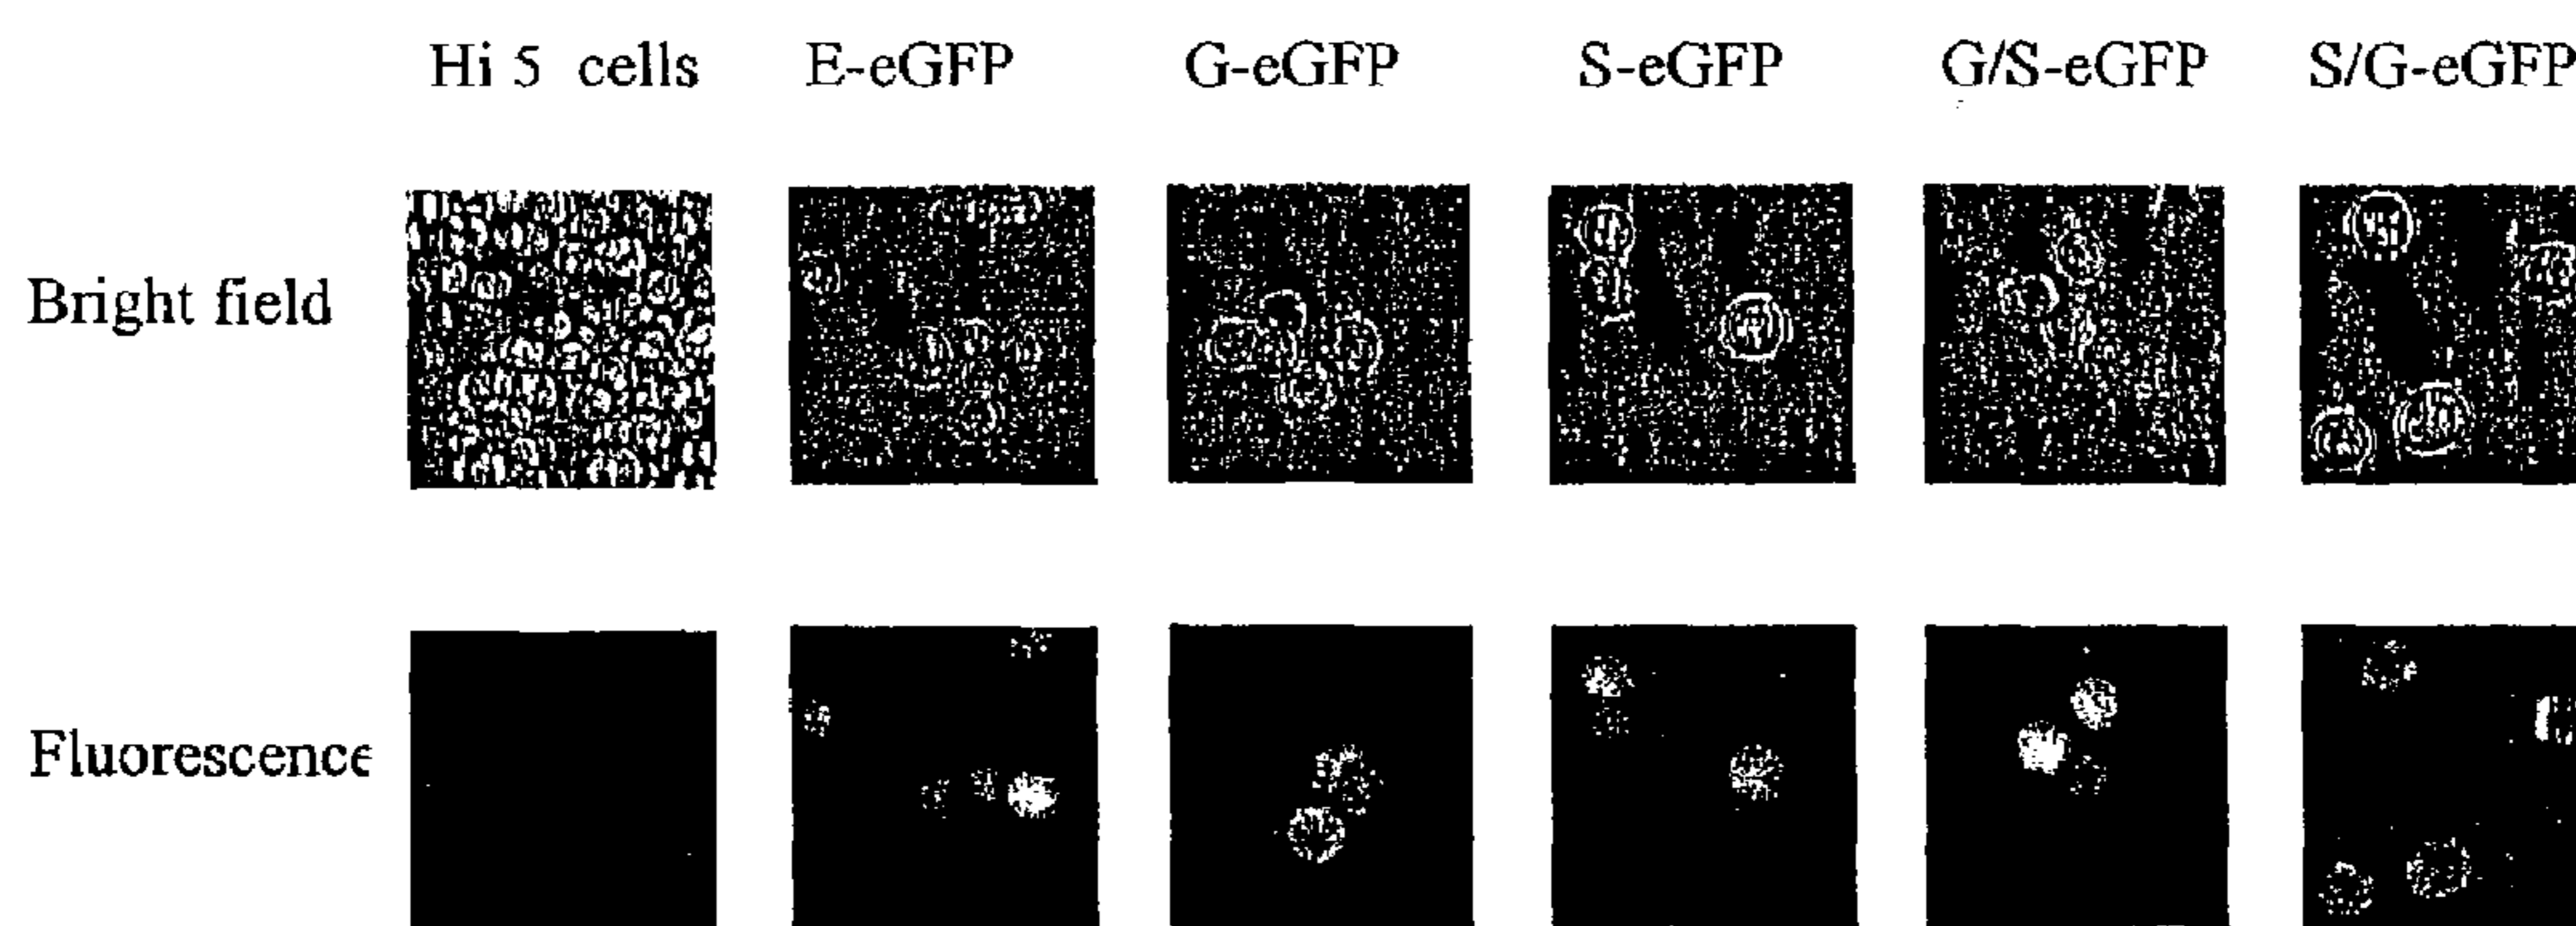 Hi 5 cells E-eGFP G-eGFP S-eGFP G/S-eGFP S/G-eGFP
Bright field
Fluorescence